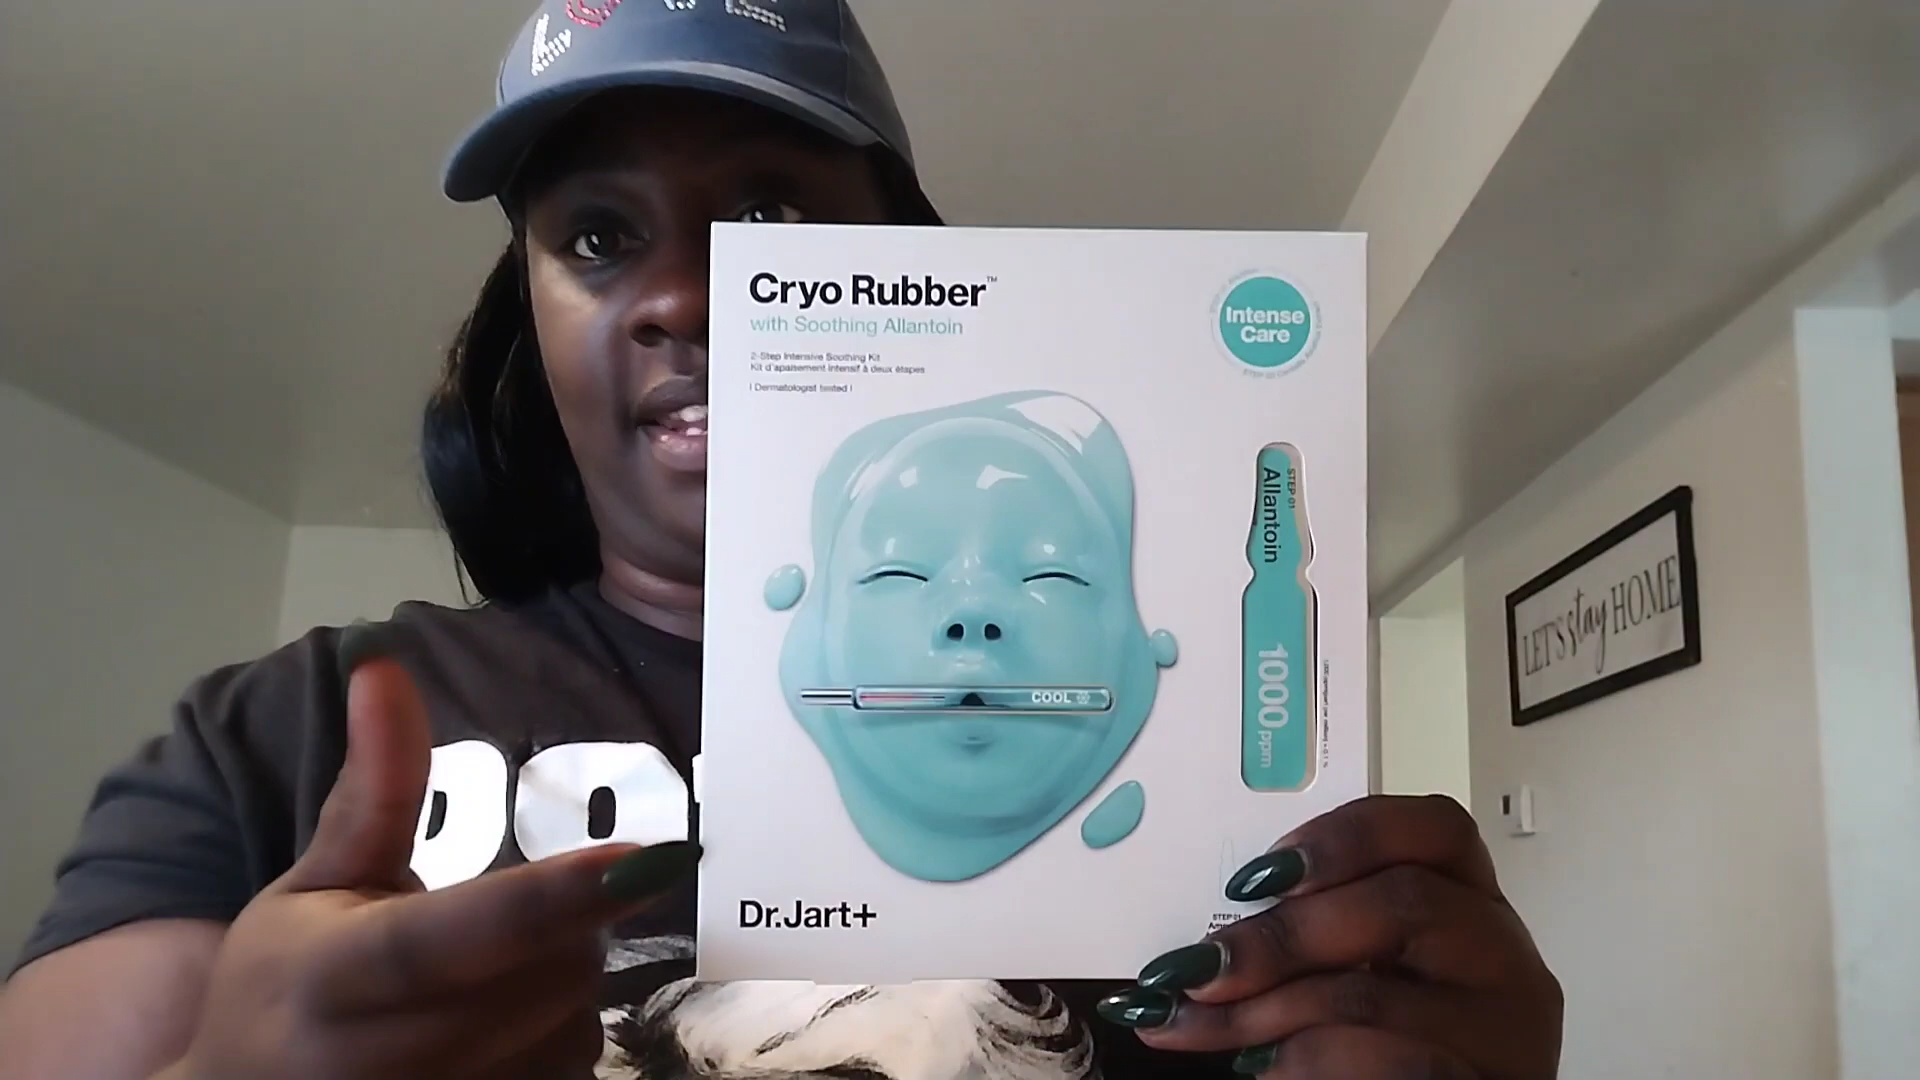 LOVE
Cryo Rubber™
with Soothing Allantoin
2-Step Intensive Soothing Kit
Kit d'apaisement intensif à deux étapes
| Dermatologist tested |
Intense
Care
STEP 01
Allantoin
1000 ppm
COOL
Dr.Jart+
STEP 01
LET'S stay HOME